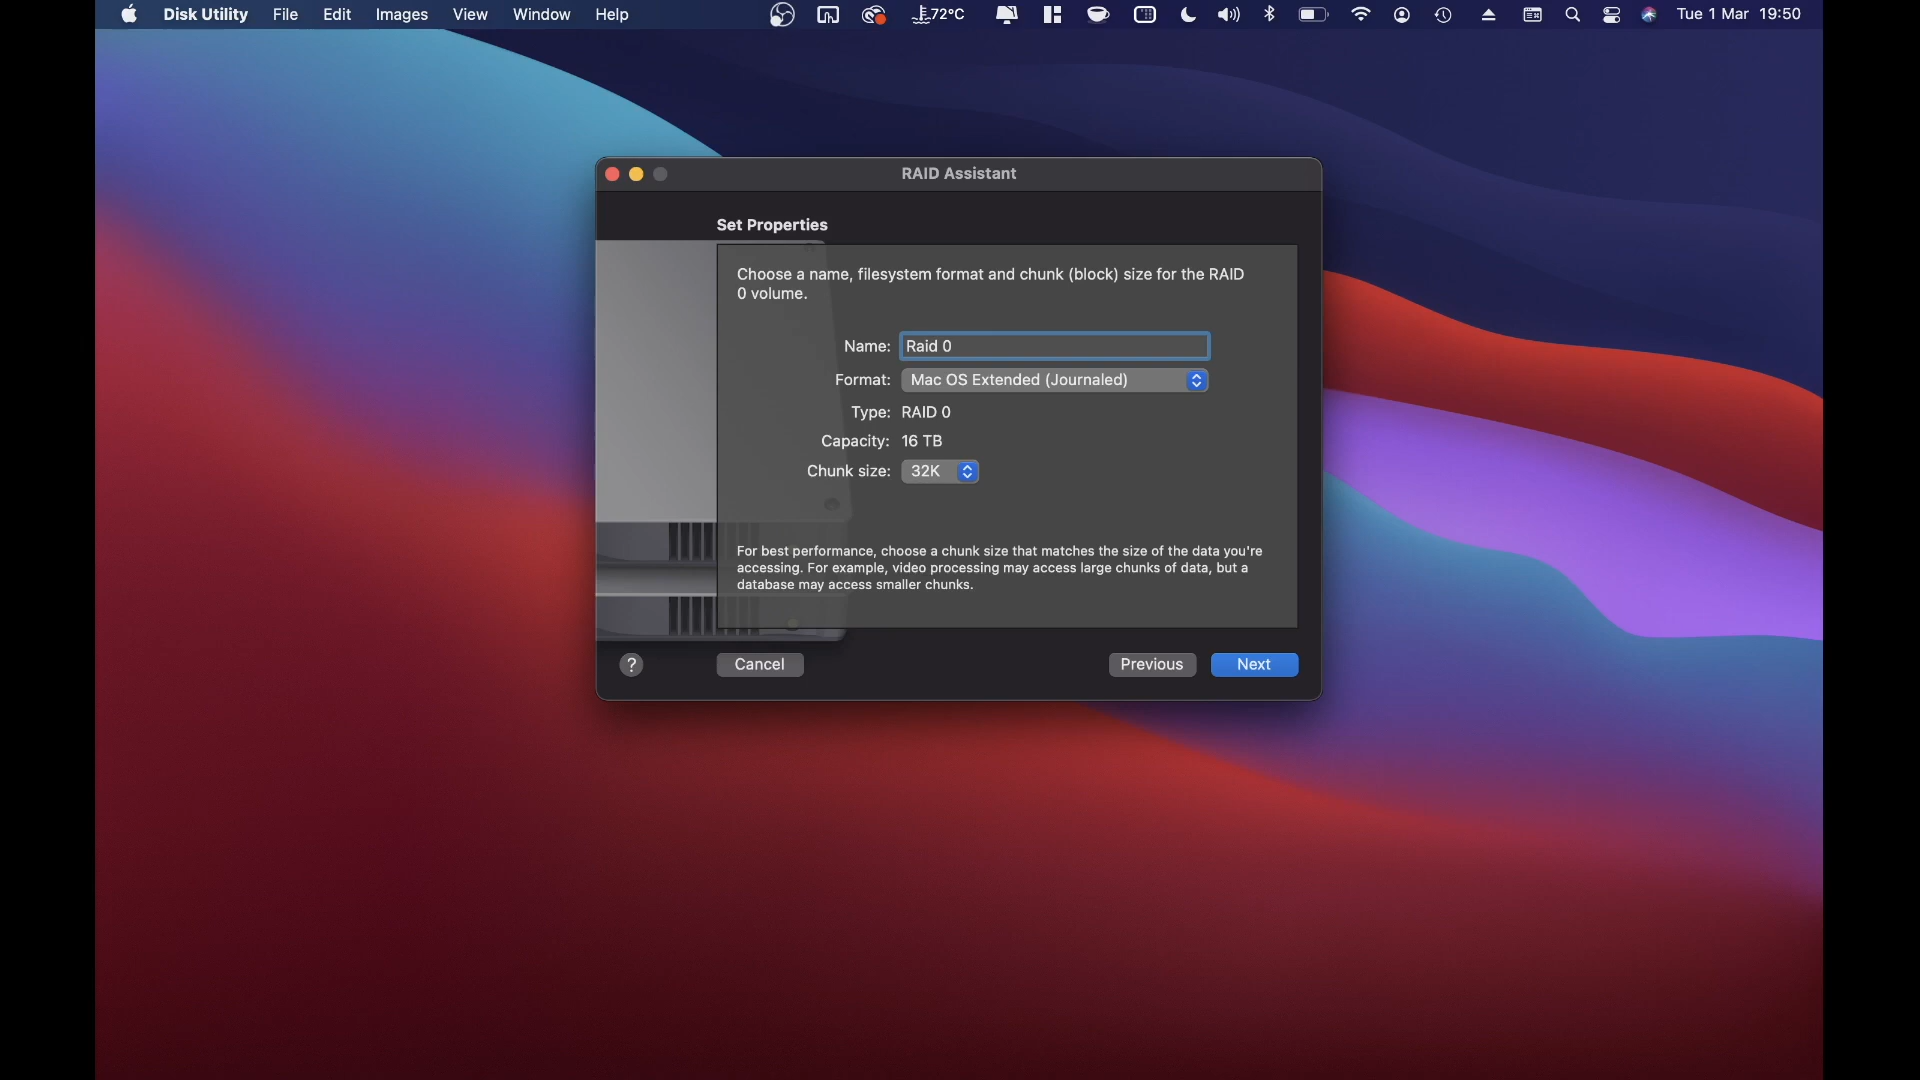 Disk Utility File Edit Images View Window Help 72°C Tue 1 Mar 19:50
RAID Assistant
Set Properties
Choose a name, filesystem format and chunk (block) size for the RAID
0 volume.
Name: Raid 0
Format: Mac OS Extended (Journaled)
Type: RAID 0
Capacity: 16 TB
Chunk size: 32K
For best performance, choose a chunk size that matches the size of the data you're
accessing. For example, video processing may access large chunks of data, but a
database may access smaller chunks.
? Cancel Previous Next